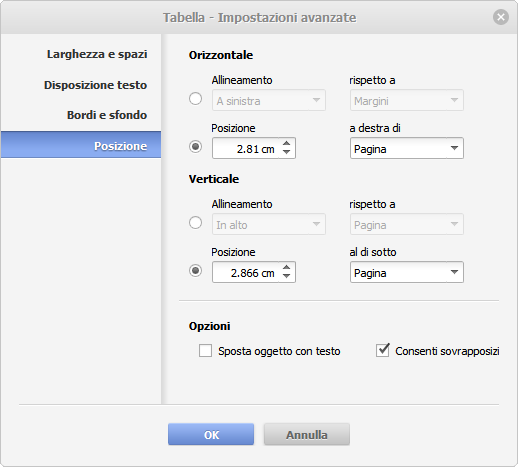 Tabella - Impostazioni avanzate
Larghezza e spazi
Disposizione testo
Bordi e sfondo
Posizione
Orizzontale
Allineamento rispetto a
A sinistra Margini
Posizione a destra di
2.81 cm Pagina
Verticale
Allineamento rispetto a
In alto Pagina
Posizione al di sotto
2.866 cm Pagina
Opzioni
Sposta oggetto con testo Consenti sovrapposizi
OK Annulla